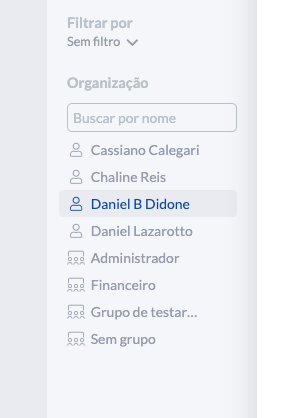 Filtrar por
Sem filtro
Organização
Buscar por nome
Cassiano Calegari
Chaline Reis
Daniel B Didone
Daniel Lazarotto
Administrador
Financeiro
Grupo de testar...
Sem grupo